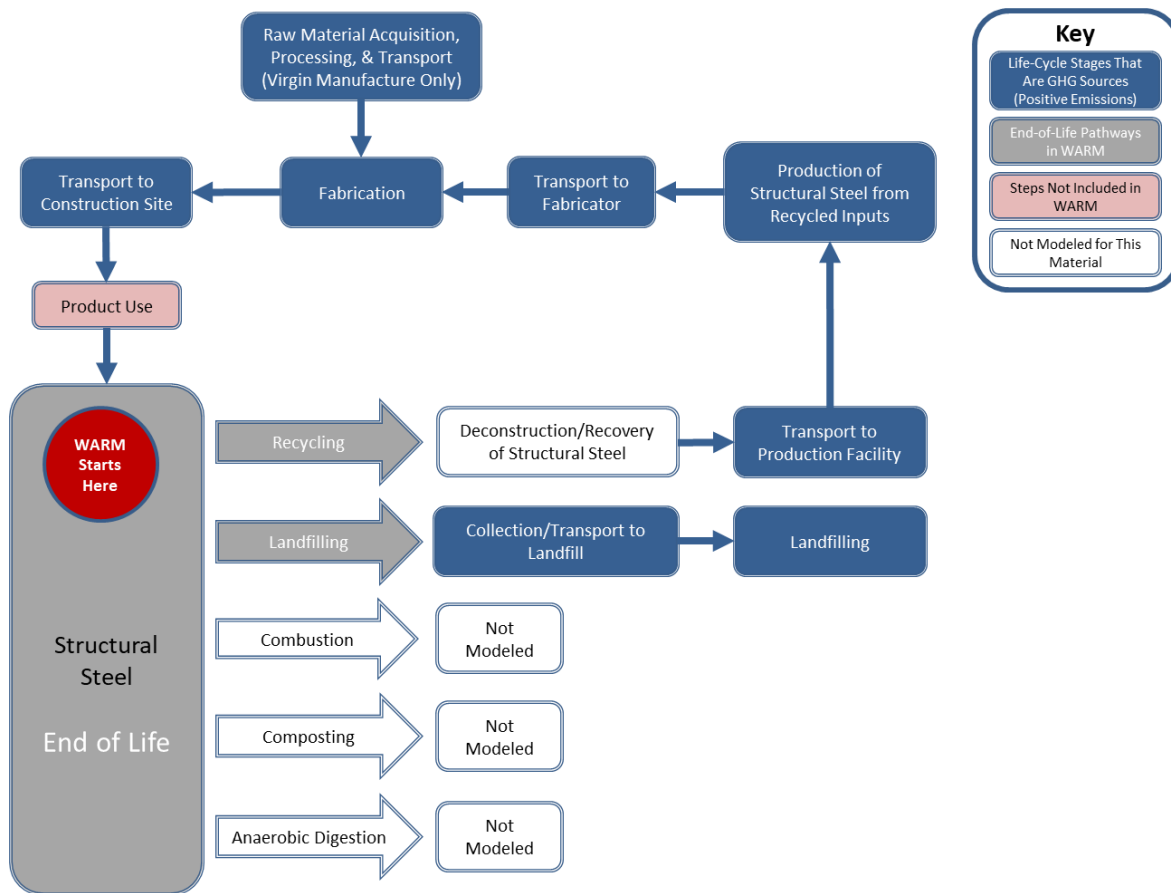 Raw Material Acquisition,
Processing, & Transport
(Virgin Manufacture Only)
Key
Life-Cycle Stages That
Are GHG Sources
(Positive Emissions)
End-of-Life Pathways
in WARM
Steps Not Included in
WARM
Not Modeled for This
Material
Transport to
Construction Site
Fabrication
Transport to
Fabricator
Production of
Structural Steel from
Recycled Inputs
Product Use
WARM
Starts
Here
Recycling
Deconstruction/Recovery
of Structural Steel
Transport to
Production Facility
Landfilling
Collection/Transport to
Landfill
Landfilling
Structural
Steel
End of Life
Combustion
Not
Modeled
Composting
Not
Modeled
Anaerobic Digestion
Not
Modeled